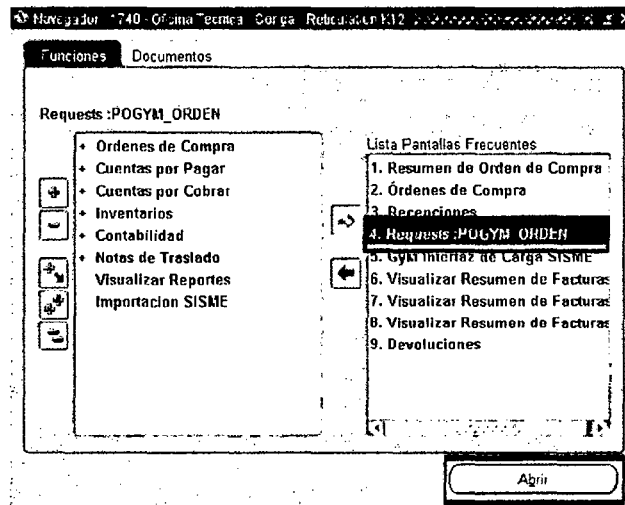 Navegador - 1740 - Oficina Tecnica
Funciones Documentos
Requests :POGYM_ORDEN
+ Ordenes de Compra
+ Cuentas por Pagar
+ Cuentas por Cobrar
+ Inventarios
+ Contabilidad
+ Notas de Traslado
Visualizar Reportes
Importacion SISME
Lista Pantallas Frecuentes
1. Resumen de Orden de Compra
2. Órdenes de Compra
3. Recepciones
4. Requests :POGYM_ORDEN
5. GyM Interfaz de Carga SISME
6. Visualizar Resumen de Facturas
7. Visualizar Resumen de Facturas
8. Visualizar Resumen de Facturas
9. Devoluciones
Abrir